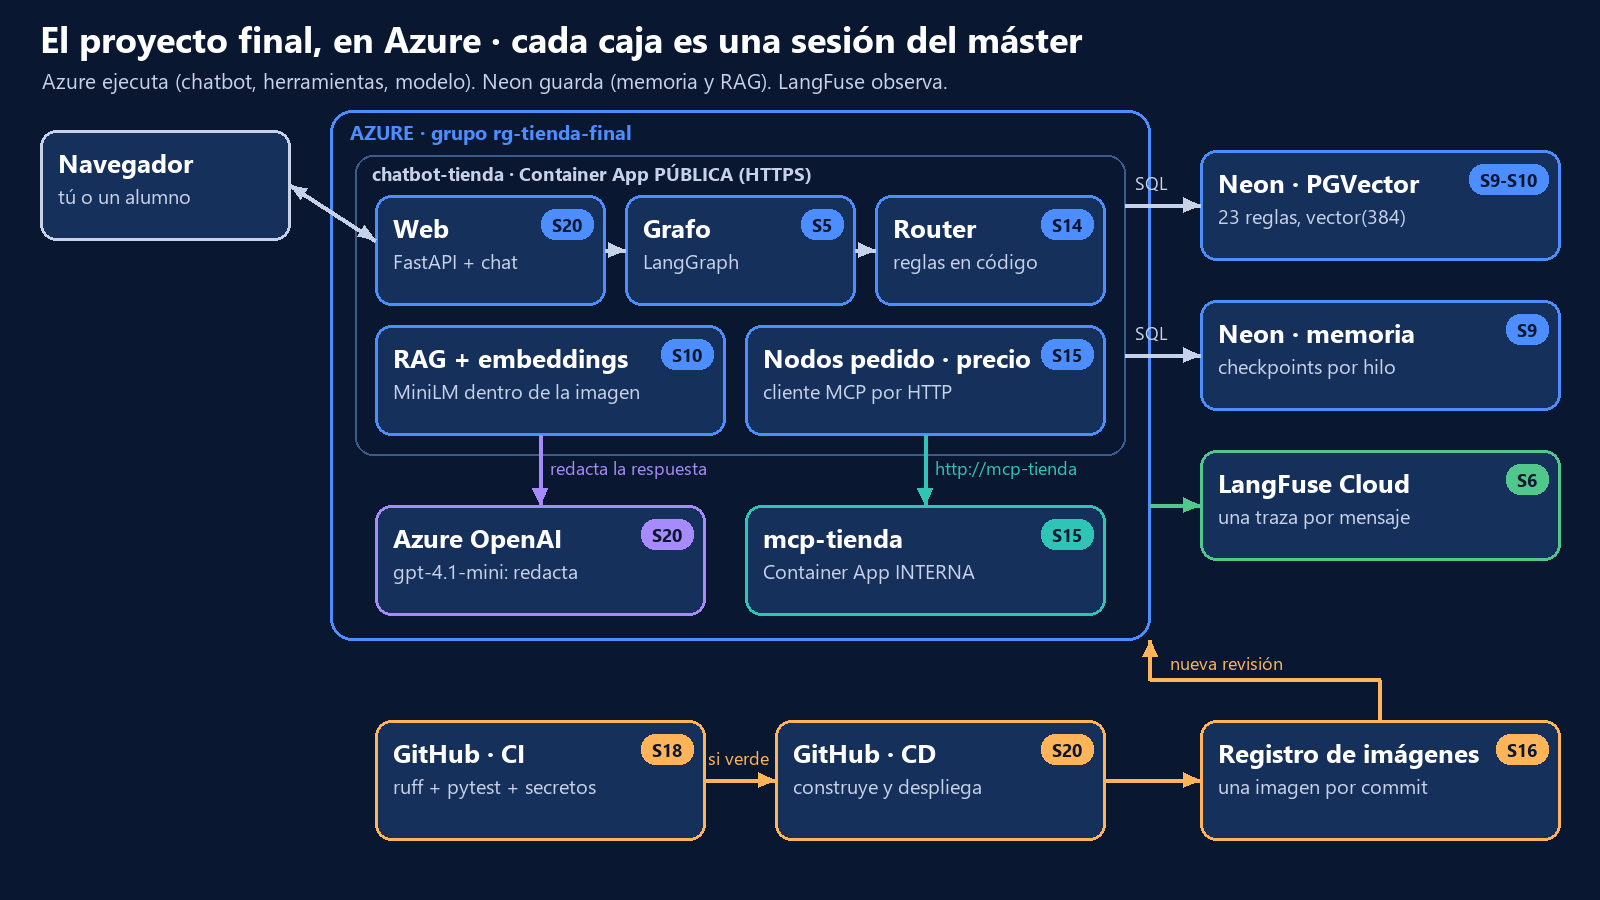 El proyecto final, en Azure · cada caja es una sesión del máster
Azure ejecuta (chatbot, herramientas, modelo). Neon guarda (memoria y RAG). LangFuse observa.
Navegador
tú o un alumno
AZURE · grupo rg-tienda-final
chatbot-tienda · Container App PÚBLICA (HTTPS)
Web
S20
FastAPI + chat
Grafo
S5
LangGraph
Router
S14
reglas en código
RAG + embeddings
S10
MiniLM dentro de la imagen
Nodos pedido · precio
S15
cliente MCP por HTTP
redacta la respuesta
http://mcp-tienda
Azure OpenAI
S20
gpt-4.1-mini: redacta
mcp-tienda
S15
Container App INTERNA
SQL
Neon · PGVector
S9-S10
23 reglas, vector(384)
SQL
Neon · memoria
S9
checkpoints por hilo
LangFuse Cloud
S6
una traza por mensaje
nueva revisión
GitHub · CI
S18
ruff + pytest + secretos
si verde
GitHub · CD
S20
construye y despliega
Registro de imágenes
S16
una imagen por commit